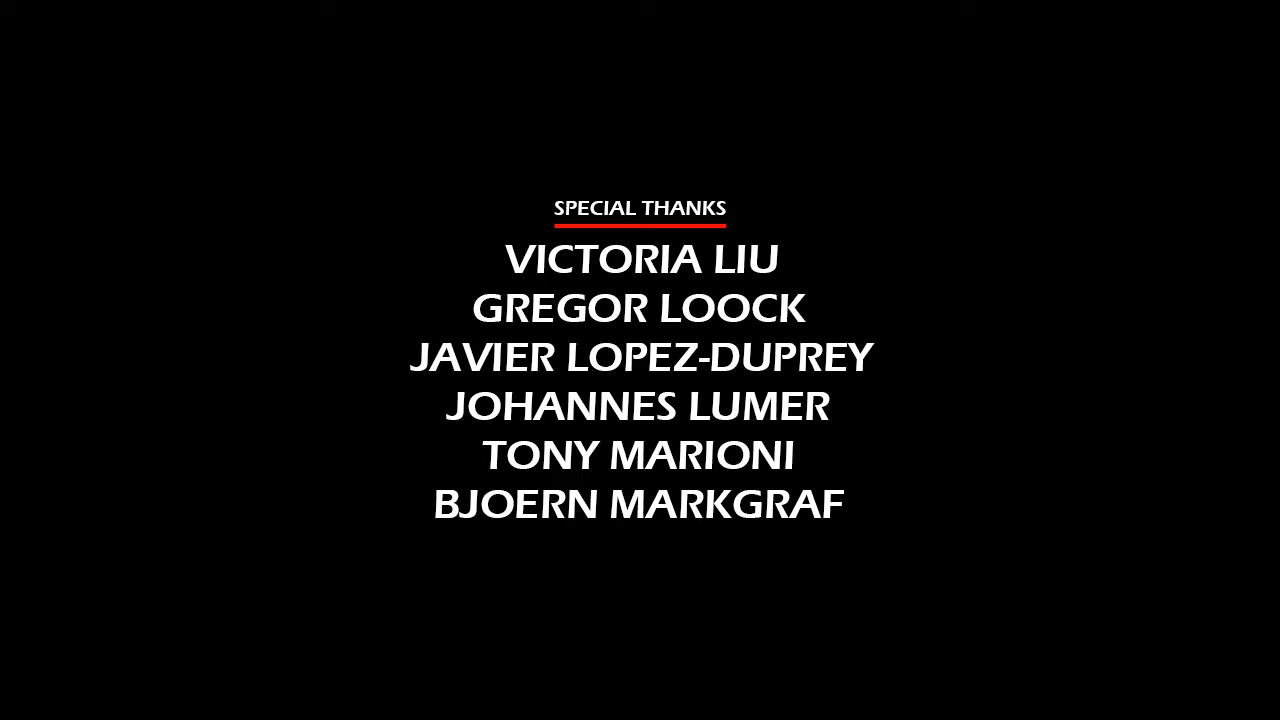 SPECIAL THANKS
VICTORIA LIU
GREGOR LOOCK
JAVIER LOPEZ-DUPREY
JOHANNES LUMER
TONY MARIONI
BJOERN MARKGRAF